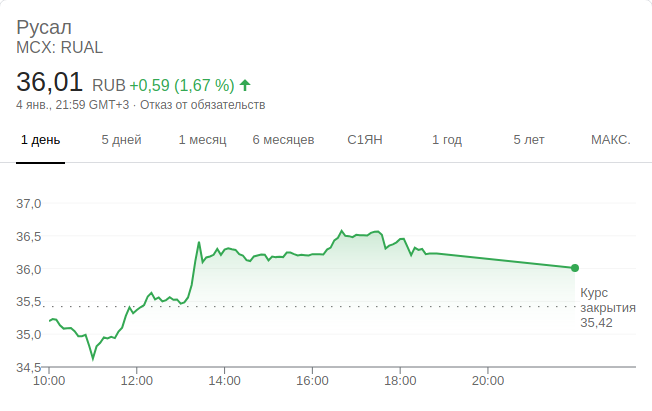 Русал
MCX: RUAL
36,01 RUB +0,59 (1,67 %) ↑
4 янв., 21:59 GMT+3 · Отказ от обязательств
1 день 5 дней 1 месяц 6 месяцев С1ЯН 1 год 5 лет МАКС.
37,0
36,5
36,0
35,5
35,0
34,5
Курс
закрытия
35,42
10:00 12:00 14:00 16:00 18:00 20:00